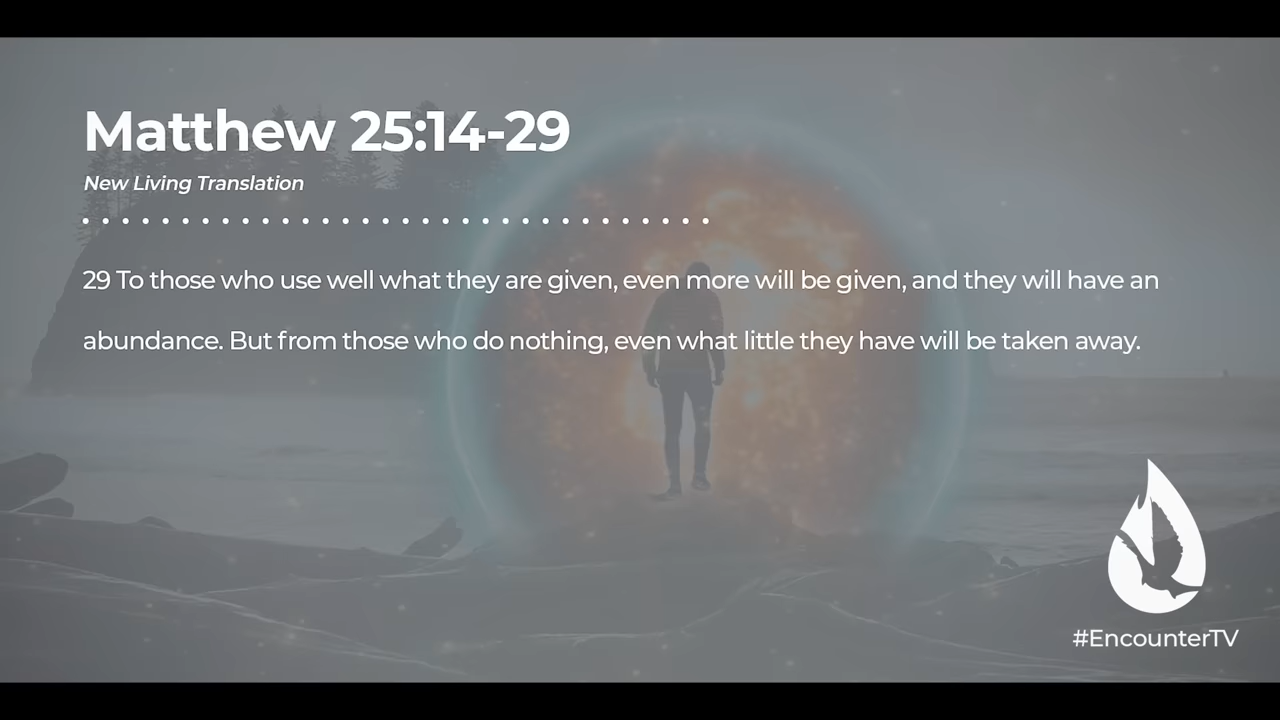 Matthew 25:14-29
New Living Translation
29 To those who use well what they are given, even more will be given, and they will have an
abundance. But from those who do nothing, even what little they have will be taken away.
#EncounterTV